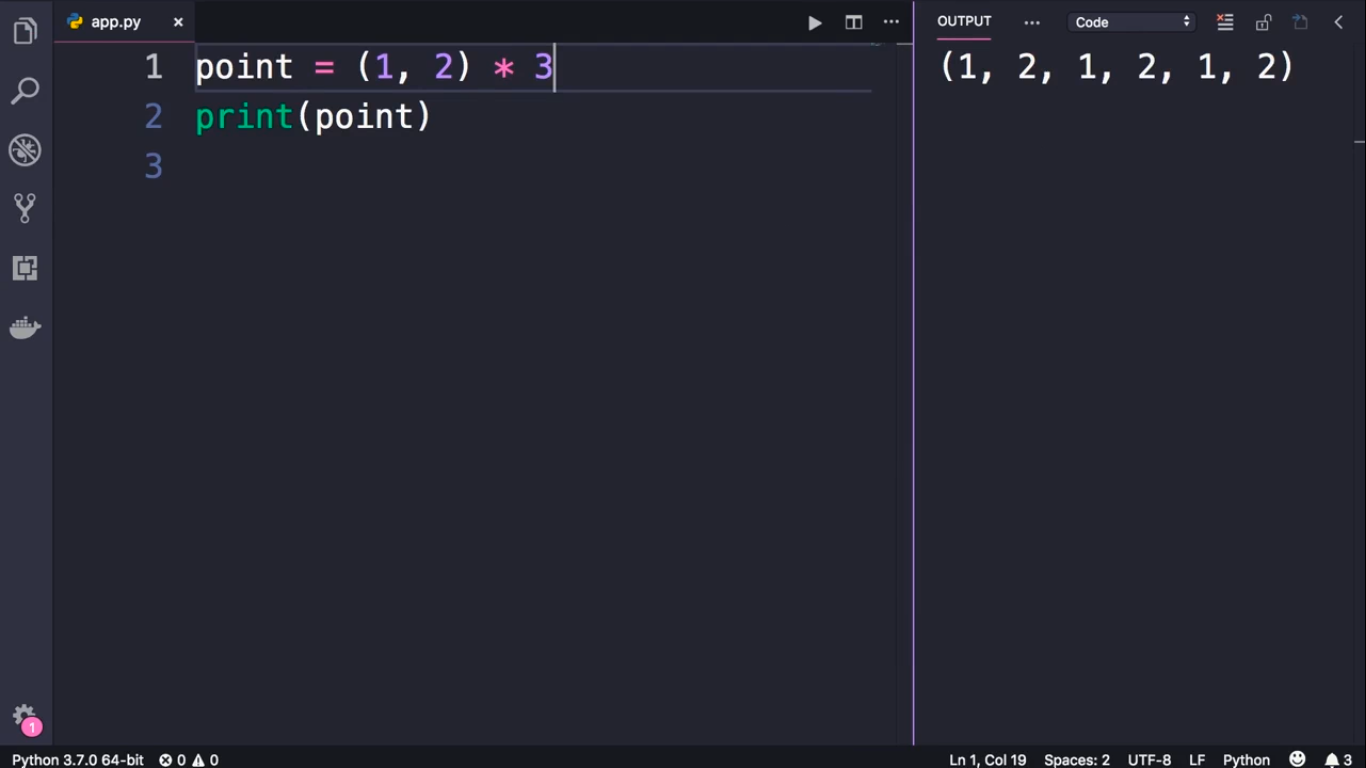 app.py
OUTPUT
Code
1 point = (1, 2) * 3
2 print(point)
3
(1, 2, 1, 2, 1, 2)
1
Python 3.7.0 64-bit 0 0 Ln 1, Col 19 Spaces: 2 UTF-8 LF Python 3